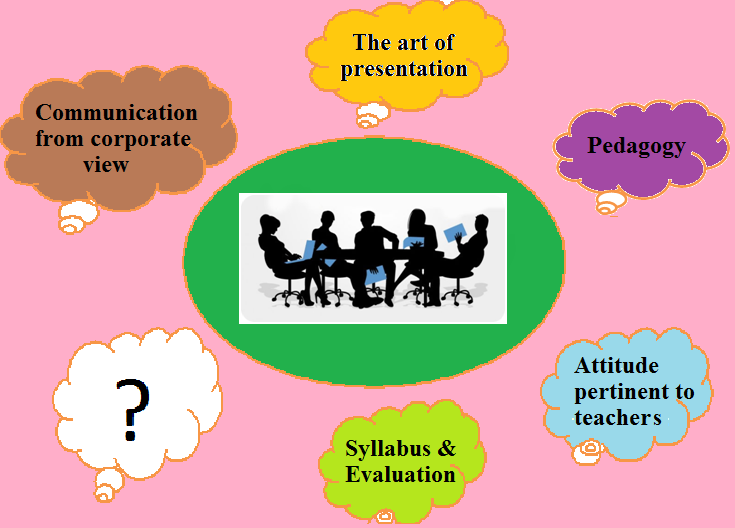 The art of
presentation
Communication
from corporate
view
Pedagogy
?
Attitude
pertinent to
teachers
Syllabus &
Evaluation